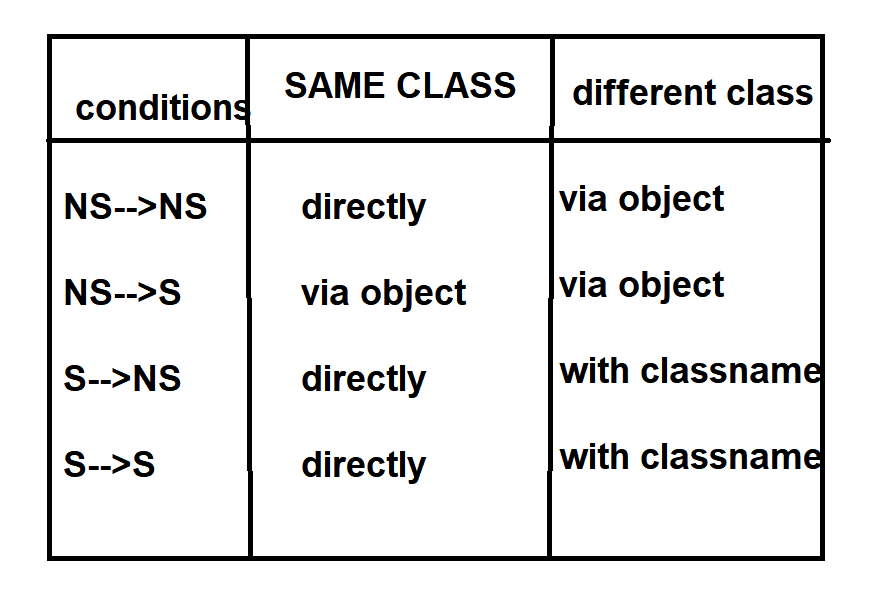 conditions SAME CLASS different class
NS-->NS directly via object
NS-->S via object via object
S-->NS directly with classname
S-->S directly with classname